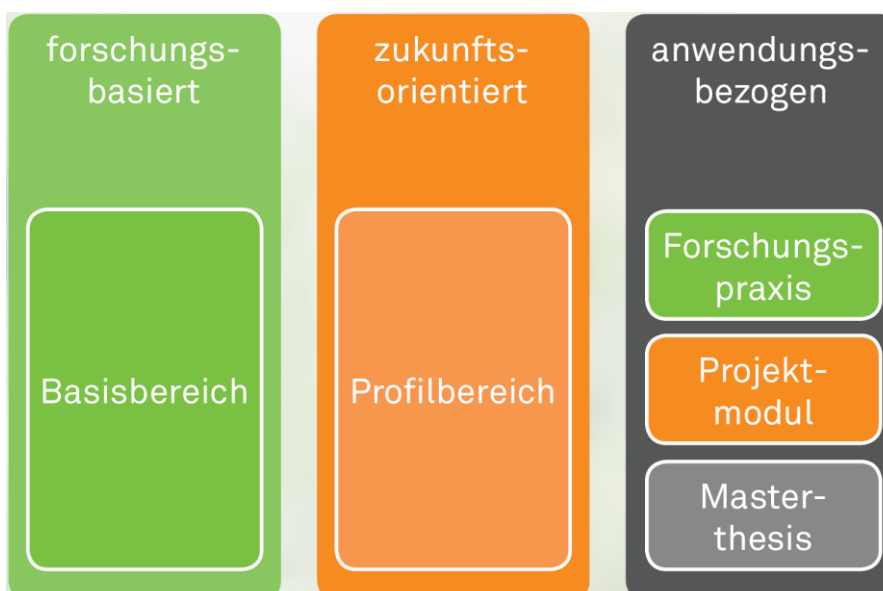 forschungs-
basiert
Basisbereich
zukunfts-
orientiert
Profilbereich
anwendungs-
bezogen
Forschungs-
praxis
Projekt-
modul
Master-
thesis